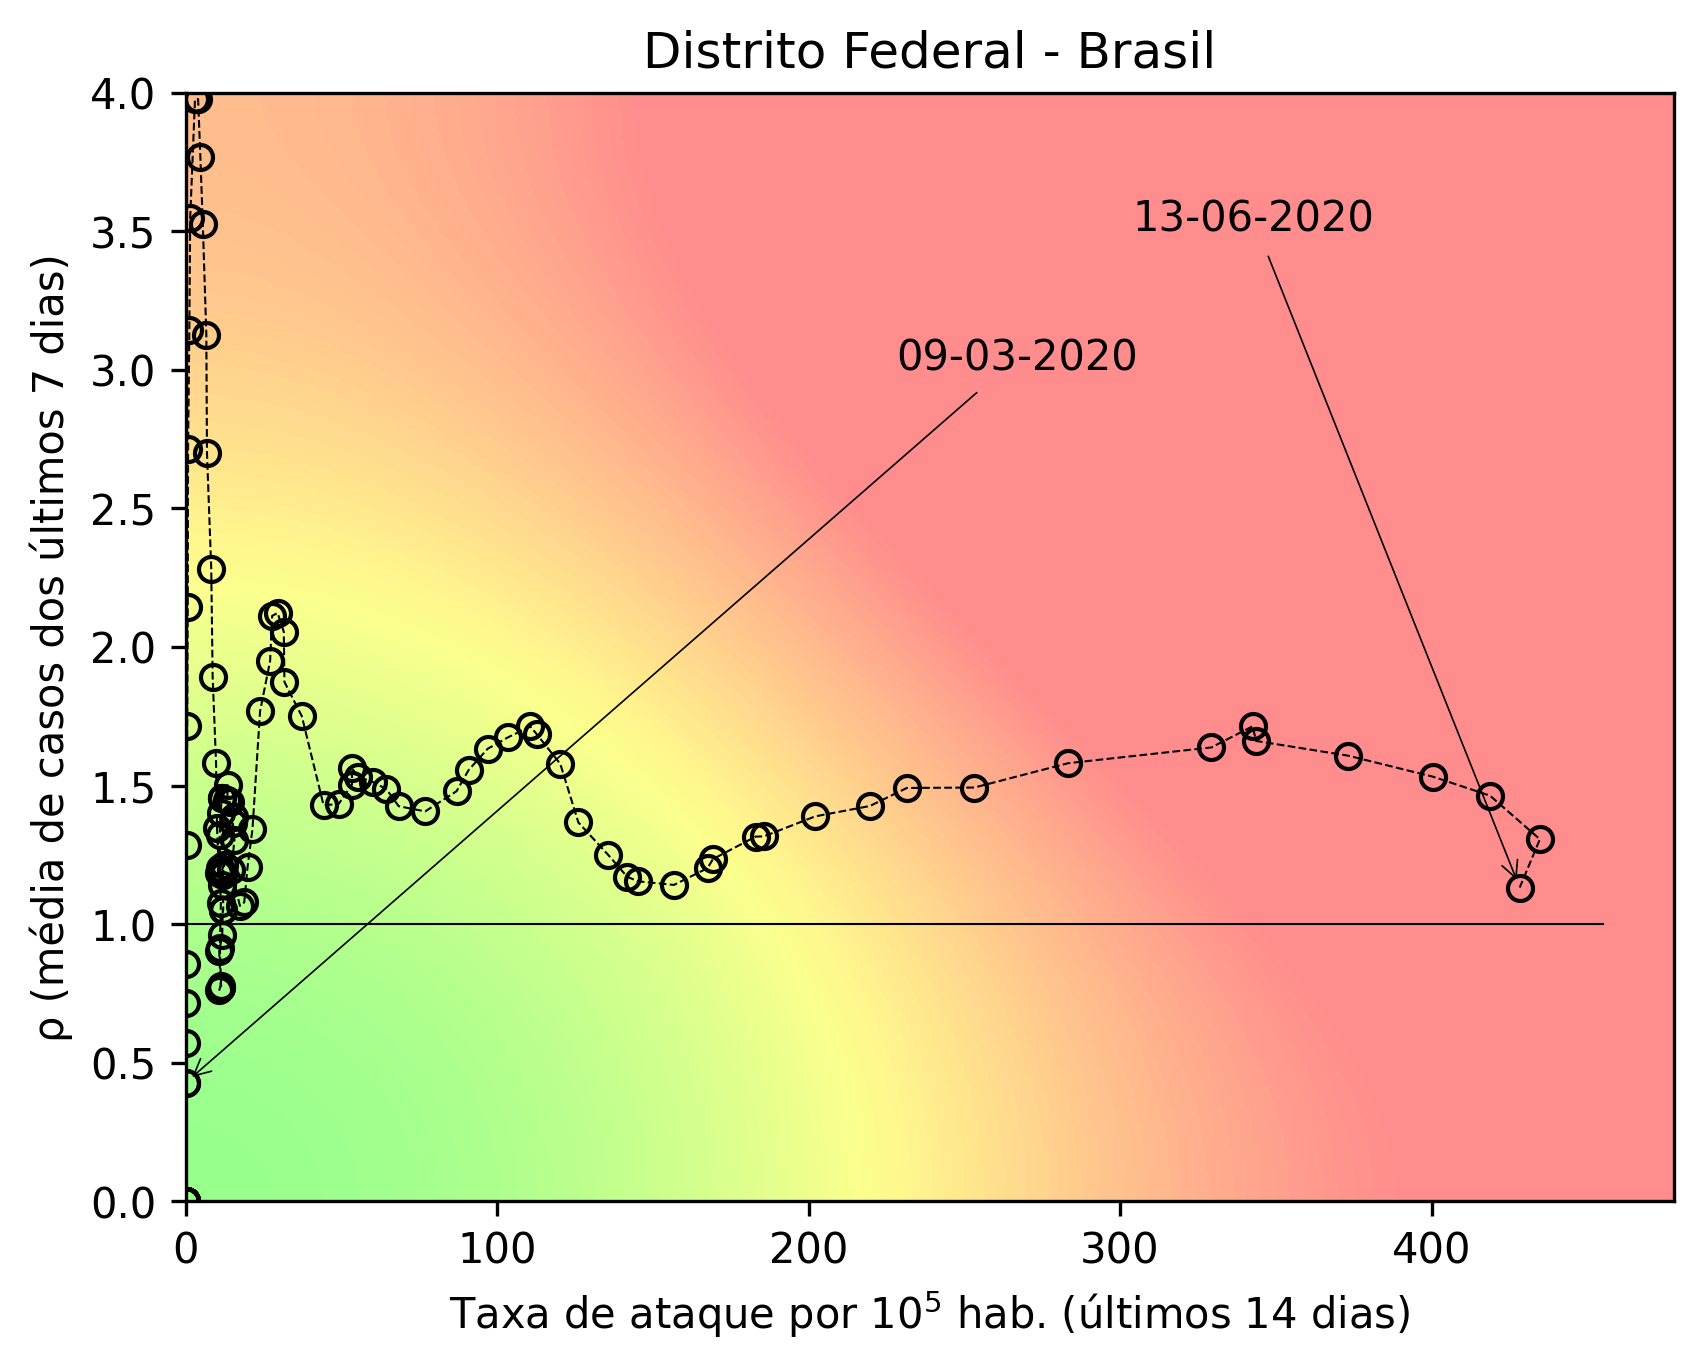 Distrito Federal - Brasil
4.0
3.5
3.0
2.5
2.0
1.5
1.0
0.5
0.0
ρ (média de casos dos últimos 7 dias)
13-06-2020
09-03-2020
0 100 200 300 400
Taxa de ataque por 10⁵ hab. (últimos 14 dias)